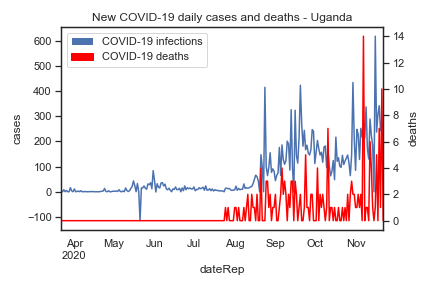 New COVID-19 daily cases and deaths - Uganda
COVID-19 infections
COVID-19 deaths
600
500
400
300
200
100
0
−100
cases
14
12
10
8
6
4
2
0
deaths
Apr May Jun Jul Aug Sep Oct Nov
2020
dateRep